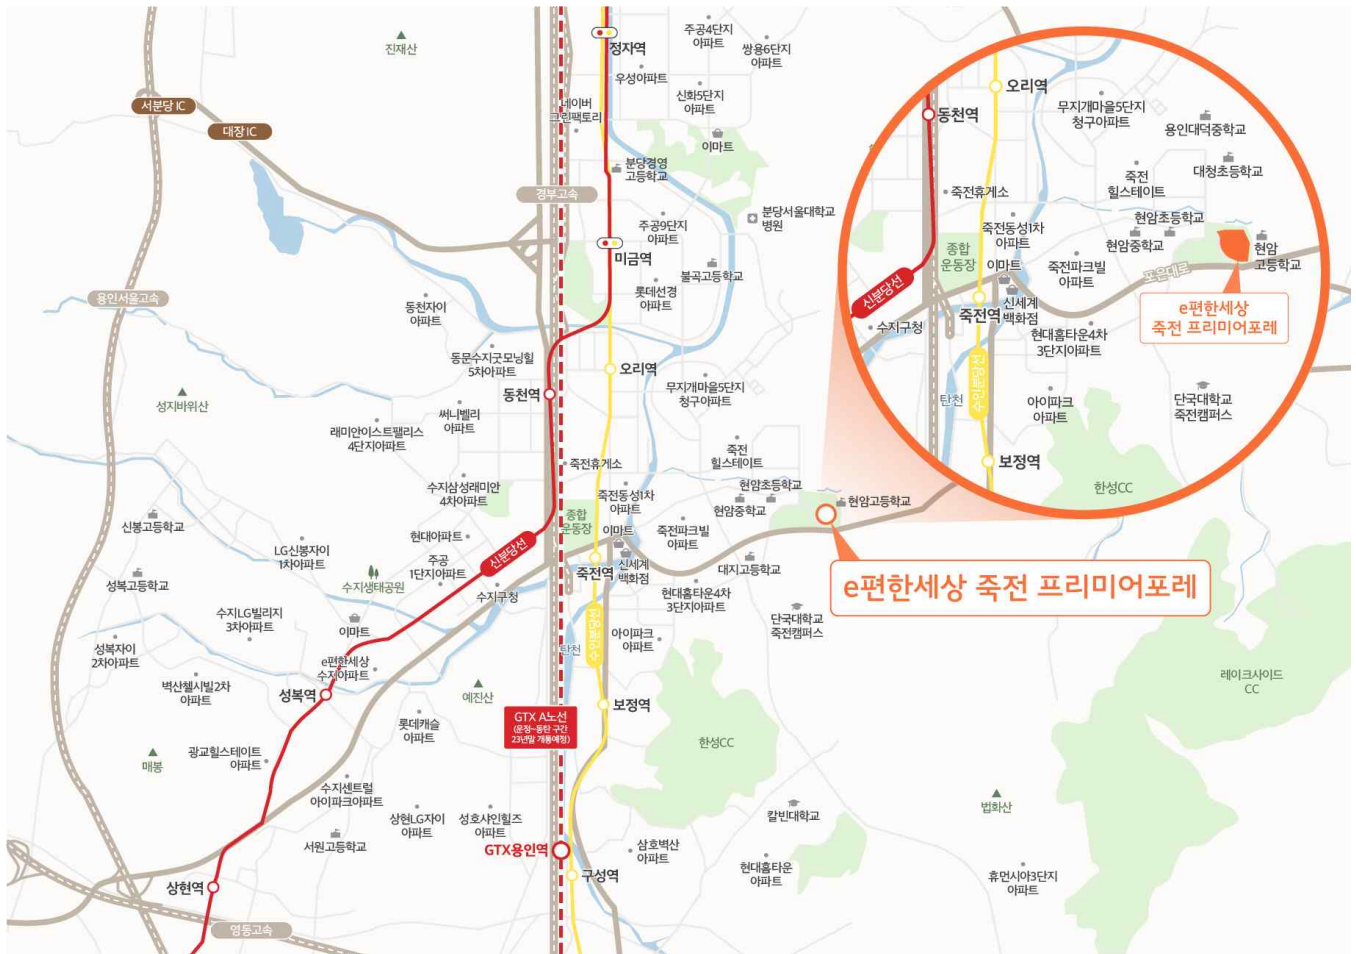 진재산
서분당 IC
대장 IC
주공4단지
아파트
쌍용6단지
아파트
정자역
우성아파트
신화5단지
아파트
네이버
그린팩토리
이마트
분당경영
고등학교
경부고속
분당서울대학교
병원
주공9단지
아파트
미금역
불곡고등학교
롯데선경
아파트
용인서울고속
동천자이
아파트
동문수지굿모닝힐
5차아파트
오리역
동천역
무지개마을5단지
청구아파트
성지바위산
써니벨리
아파트
래미안이스트팰리스
4단지아파트
죽전
힐스테이트
죽전휴게소
수지삼성래미안
4차아파트
죽전동성1차
아파트
현암초등학교
현암중학교
현암고등학교
신봉고등학교
종합
운동장
이마트
죽전파크빌
아파트
현대아파트
신분당선
LG신봉자이
1차아파트
주공
1단지아파트
신세계
백화점
죽전역
대지고등학교
성복고등학교
수지생태공원
수지구청
현대홈타운4차
3단지아파트
e편한세상 죽전 프리미어포레
수지LG빌리지
3차아파트
이마트
단국대학교
죽전캠퍼스
성복자이
2차아파트
e편한세상
수지아파트
탄천
수인분당선
아이파크
아파트
벽산첼시빌2차
아파트
성복역
예진산
보정역
레이크사이드
CC
롯데캐슬
아파트
GTX A노선
(운정~동탄 구간
23년말 개통예정)
한성CC
매봉
광교힐스테이트
아파트
수지센트럴
아이파크아파트
법화산
상현LG자이
아파트
성호샤인힐즈
아파트
칼빈대학교
서원고등학교
GTX용인역
삼호벽산
아파트
현대홈타운
아파트
휴먼시아3단지
아파트
상현역
구성역
영동고속
오리역
동천역
무지개마을5단지
청구아파트
용인대덕중학교
대청초등학교
죽전
힐스테이트
죽전휴게소
죽전동성1차
아파트
현암초등학교
현암중학교
현암
고등학교
종합
운동장
이마트
죽전파크빌
아파트
포은대로
신분당선
신세계
백화점
죽전역
e편한세상
죽전 프리미어포레
수지구청
현대홈타운4차
3단지아파트
탄천
수인분당선
아이파크
아파트
단국대학교
죽전캠퍼스
보정역
한성CC